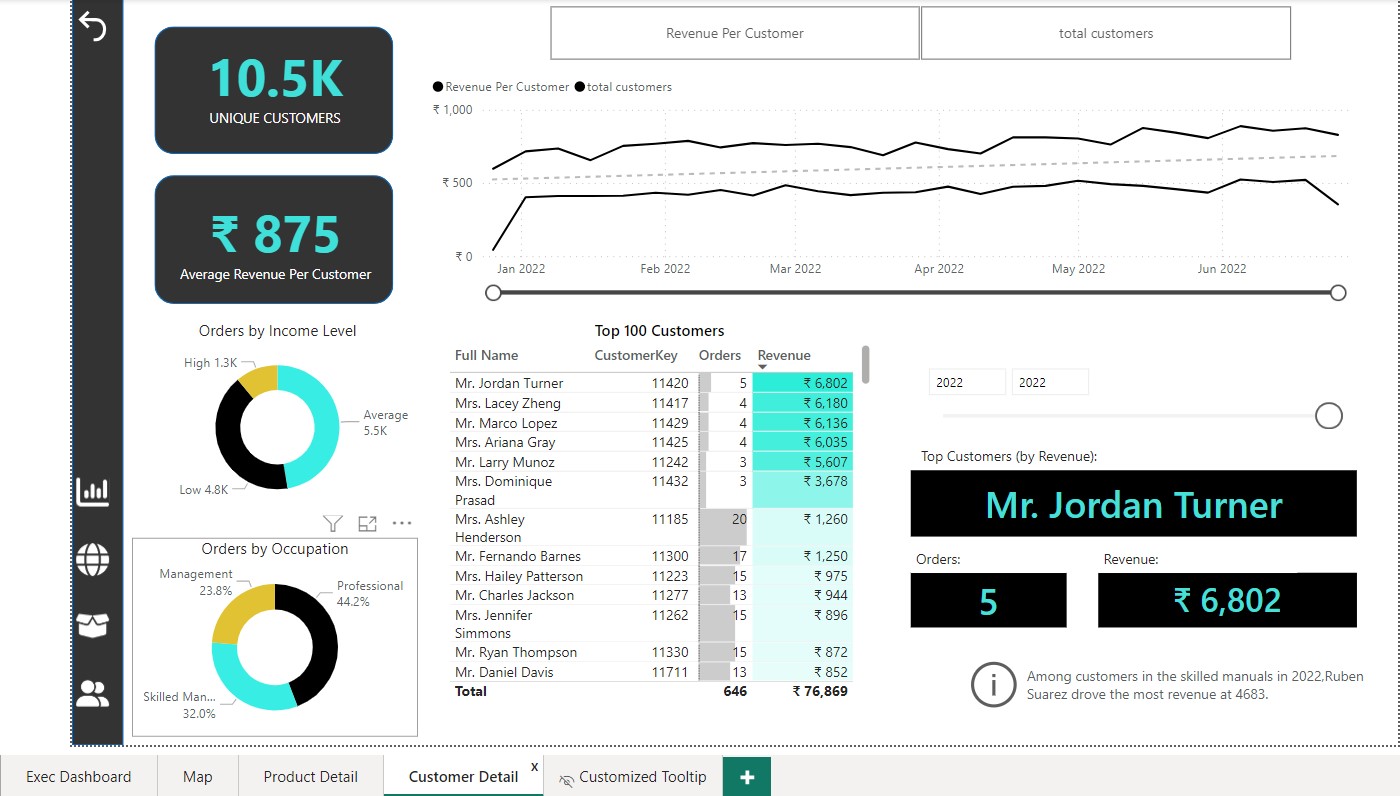 10.5K
UNIQUE CUSTOMERS
₹ 875
Average Revenue Per Customer
Revenue Per Customer
total customers
Revenue Per Customer total customers
₹ 1,000
₹ 500
₹ 0
Jan 2022 Feb 2022 Mar 2022 Apr 2022 May 2022 Jun 2022
Orders by Income Level
High 1.3K
Average
5.5K
Low 4.8K
Orders by Occupation
Management
23.8%
Professional
44.2%
Skilled Man...
32.0%
Top 100 Customers
Full Name CustomerKey Orders Revenue
Mr. Jordan Turner 11420 5 ₹ 6,802
Mrs. Lacey Zheng 11417 4 ₹ 6,180
Mr. Marco Lopez 11429 4 ₹ 6,136
Mrs. Ariana Gray 11425 4 ₹ 6,035
Mr. Larry Munoz 11242 3 ₹ 5,607
Mrs. Dominique 11432 3 ₹ 3,678
Prasad
Mrs. Ashley 11185 20 ₹ 1,260
Henderson
Mr. Fernando Barnes 11300 17 ₹ 1,250
Mrs. Hailey Patterson 11223 15 ₹ 975
Mr. Charles Jackson 11277 13 ₹ 944
Mrs. Jennifer 11262 15 ₹ 896
Simmons
Mr. Ryan Thompson 11330 15 ₹ 872
Mr. Daniel Davis 11711 13 ₹ 852
Total 646 ₹ 76,869
2022 2022
Top Customers (by Revenue):
Mr. Jordan Turner
Orders: Revenue:
5 ₹ 6,802
Among customers in the skilled manuals in 2022,Ruben
Suarez drove the most revenue at 4683.
Exec Dashboard Map Product Detail Customer Detail x Customized Tooltip +